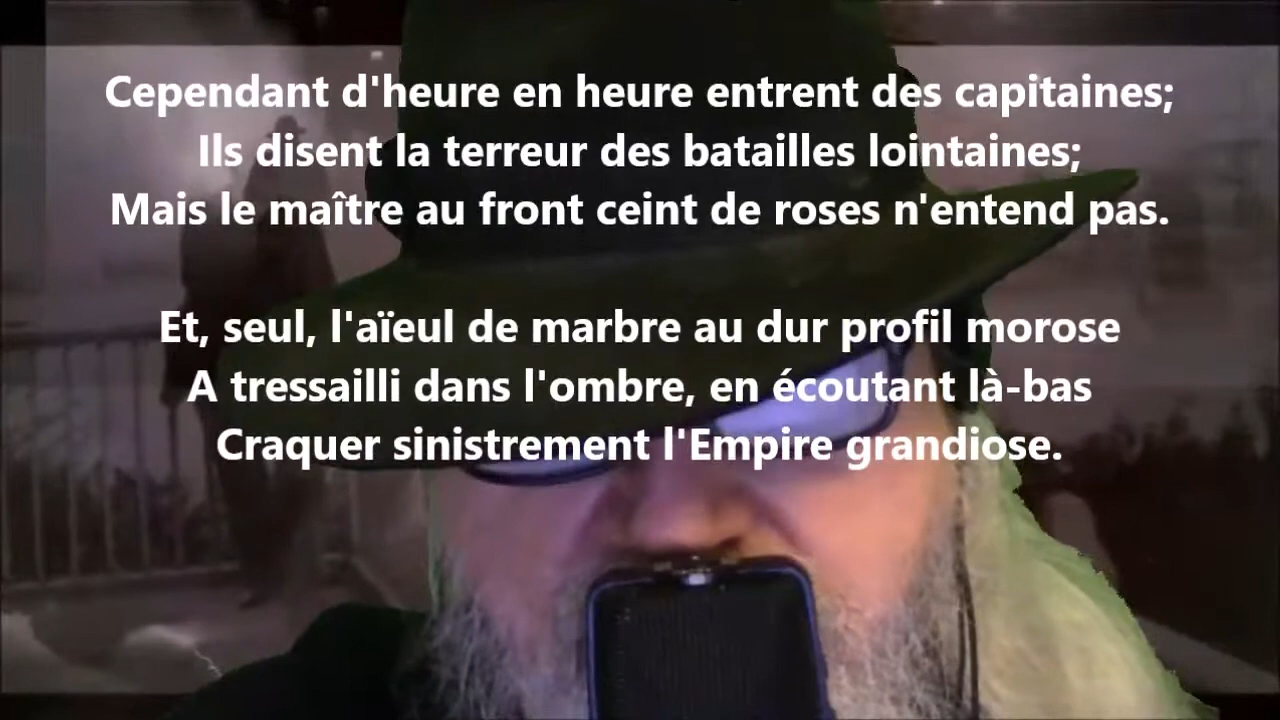 Cependant d'heure en heure entrent des capitaines;
Ils disent la terreur des batailles lointaines;
Mais le maître au front ceint de roses n'entend pas.
Et, seul, l'aïeul de marbre au dur profil morose
A tressailli dans l'ombre, en écoutant là-bas
Craquer sinistrement l'Empire grandiose.